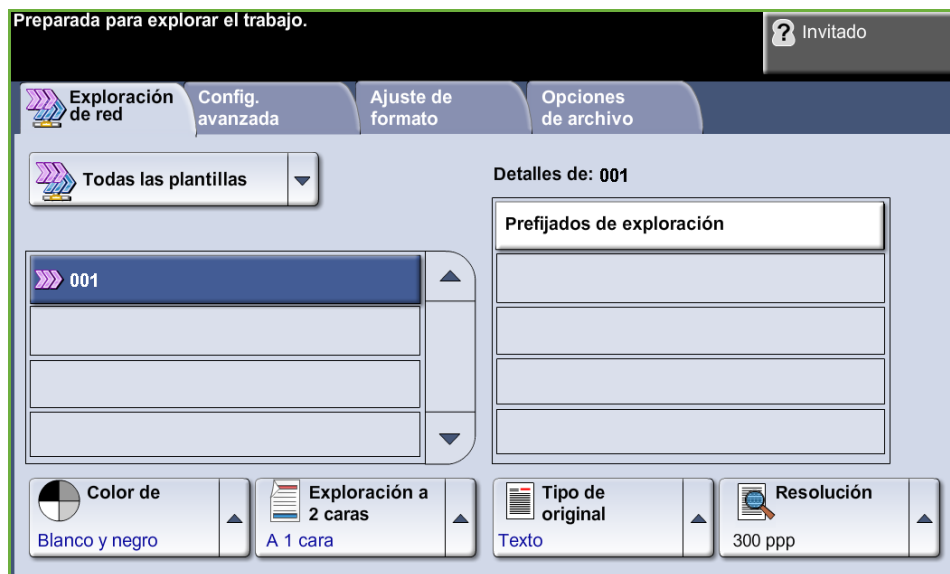 Preparada para explorar el trabajo.
Invitado
Exploración
de red
Config.
avanzada
Ajuste de
formato
Opciones
de archivo
Todas las plantillas
Detalles de: 001
Prefijados de exploración
001
Color de
Blanco y negro
Exploración a
2 caras
A 1 cara
Tipo de
original
Texto
Resolución
300 ppp